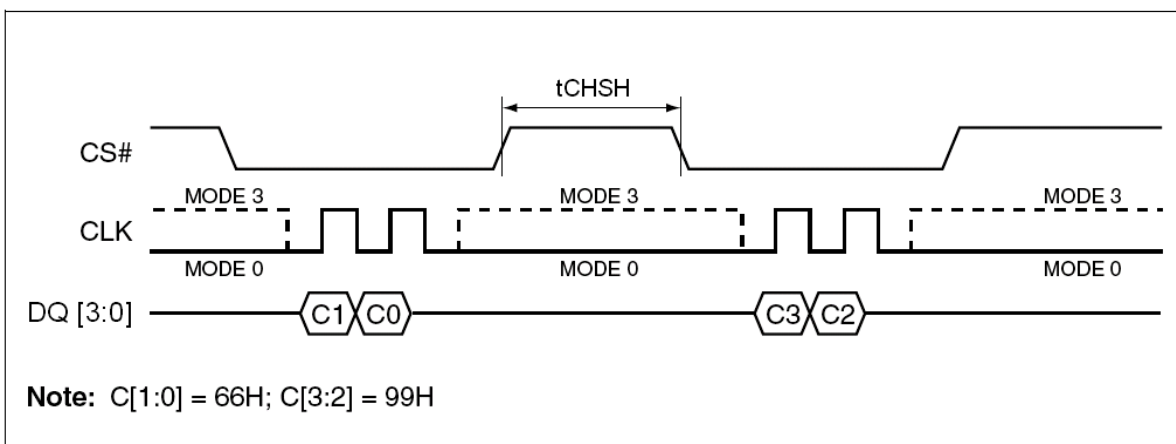 tCHSH
CS#
MODE 3 MODE 3 MODE 3
CLK
MODE 0 MODE 0 MODE 0
DQ [3:0] C1 C0 C3 C2
Note: C[1:0] = 66H; C[3:2] = 99H